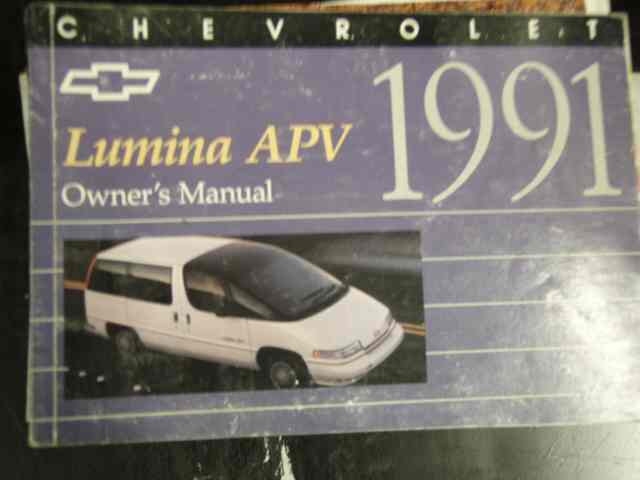 CHEVROLET
1991
Lumina APV
Owner's Manual